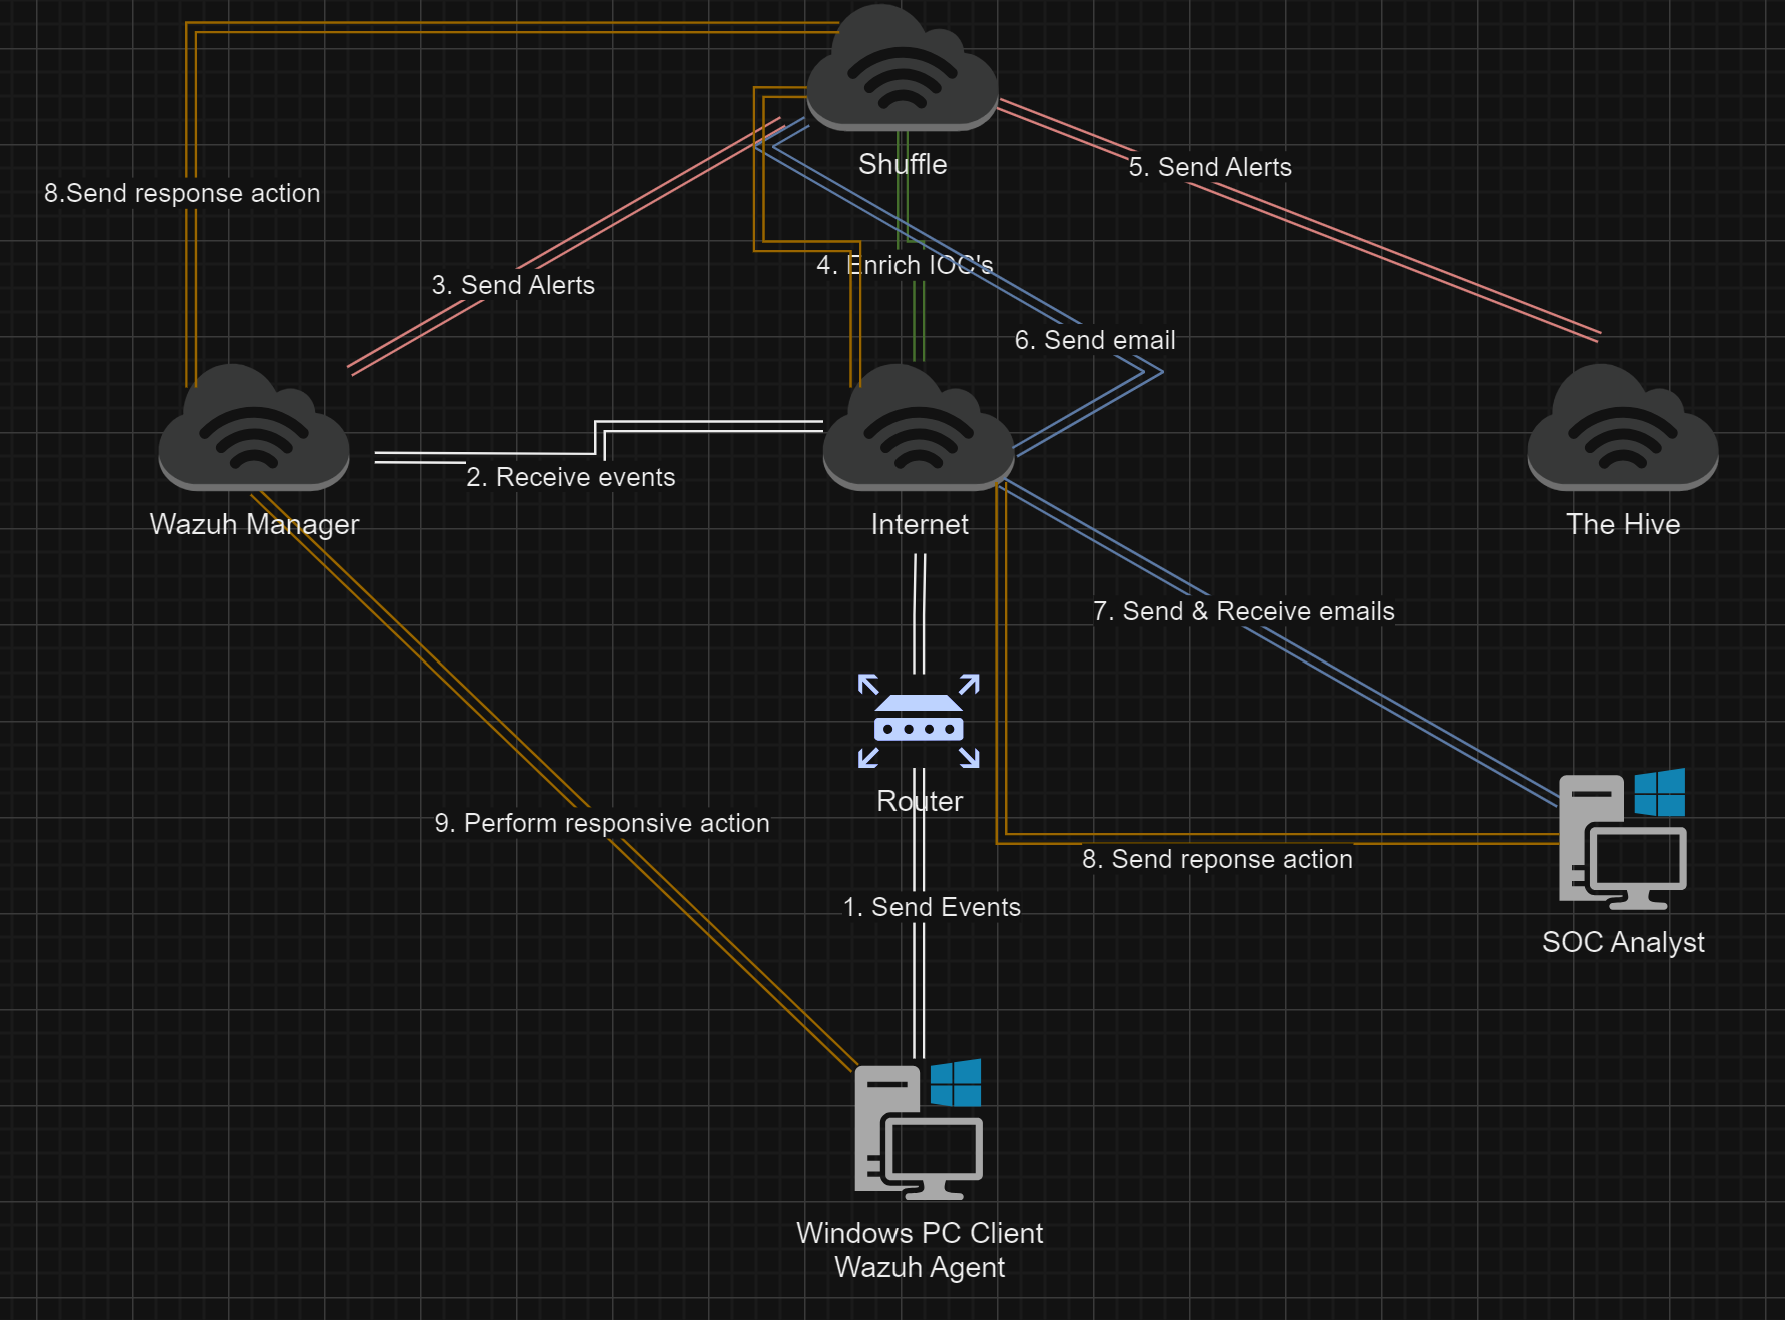 Shuffle
5. Send Alerts
8.Send response action
4. Enrich IOC's
3. Send Alerts
6. Send email
2. Receive events
Wazuh Manager
Internet
The Hive
7. Send & Receive emails
Router
9. Perform responsive action
8. Send reponse action
1. Send Events
SOC Analyst
Windows PC Client
Wazuh Agent